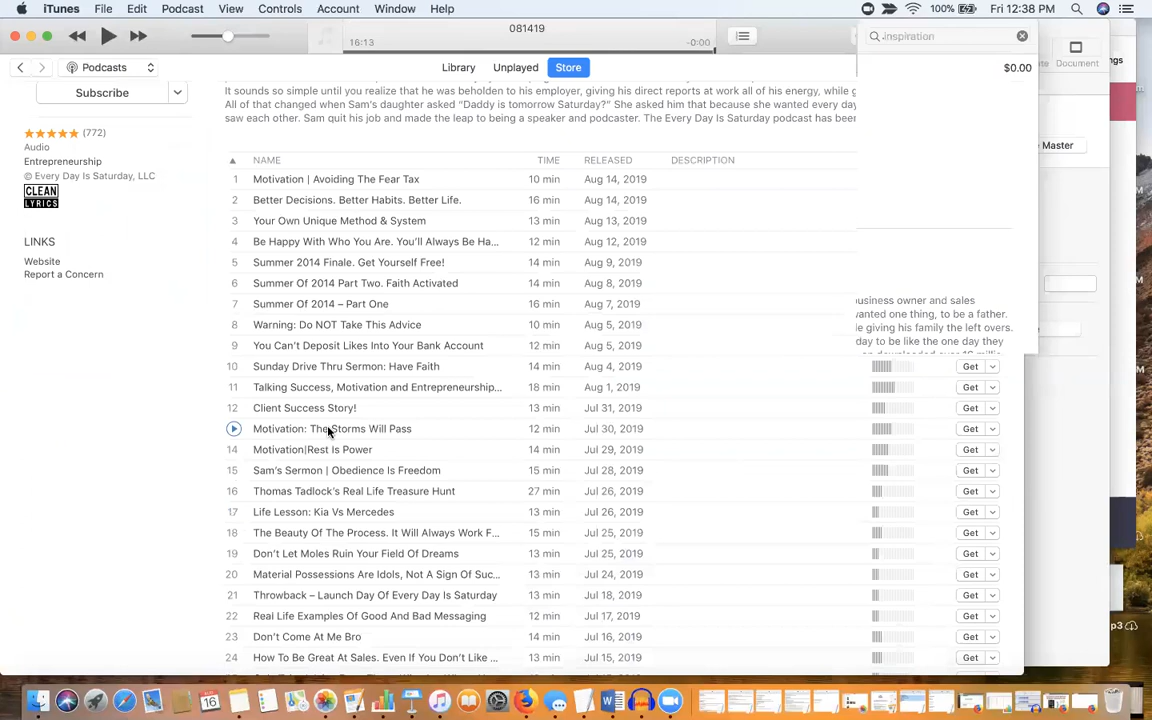 iTunes File Edit Podcast View Controls Account Window Help 100% Fri 12:38 PM
081419
16:13 -0:00
inspiration
Podcasts
Library Unplayed Store
$0.00
Document
Subscribe
It sounds so simple until you realize that he was beholden to his employer, giving his direct reports at work all of his energy, while g
All of that changed when Sam's daughter asked "Daddy is tomorrow Saturday?" She asked him that because she wanted every day
saw each other. Sam quit his job and made the leap to being a speaker and podcaster. The Every Day Is Saturday podcast has beer
(772)
Audio
Entrepreneurship
© Every Day Is Saturday, LLC
CLEAN
LYRICS
LINKS
Website
Report a Concern
Master
NAME TIME RELEASED DESCRIPTION
1 Motivation | Avoiding The Fear Tax 10 min Aug 14, 2019
2 Better Decisions. Better Habits. Better Life. 16 min Aug 14, 2019
3 Your Own Unique Method & System 13 min Aug 13, 2019
4 Be Happy With Who You Are. You'll Always Be Ha... 12 min Aug 12, 2019
5 Summer 2014 Finale. Get Yourself Free! 14 min Aug 9, 2019
6 Summer Of 2014 Part Two. Faith Activated 14 min Aug 8, 2019
7 Summer Of 2014 – Part One 16 min Aug 7, 2019
8 Warning: Do NOT Take This Advice 10 min Aug 5, 2019
9 You Can't Deposit Likes Into Your Bank Account 12 min Aug 5, 2019
10 Sunday Drive Thru Sermon: Have Faith 14 min Aug 4, 2019 Get
11 Talking Success, Motivation and Entrepreneurship... 18 min Aug 1, 2019 Get
12 Client Success Story! 13 min Jul 31, 2019 Get
Motivation: The Storms Will Pass 12 min Jul 30, 2019 Get
14 Motivation|Rest Is Power 14 min Jul 29, 2019 Get
15 Sam's Sermon | Obedience Is Freedom 15 min Jul 28, 2019 Get
16 Thomas Tadlock's Real Life Treasure Hunt 27 min Jul 26, 2019 Get
17 Life Lesson: Kia Vs Mercedes 13 min Jul 26, 2019 Get
18 The Beauty Of The Process. It Will Always Work F... 15 min Jul 25, 2019 Get
19 Don't Let Moles Ruin Your Field Of Dreams 13 min Jul 25, 2019 Get
20 Material Possessions Are Idols, Not A Sign Of Suc... 13 min Jul 24, 2019 Get
21 Throwback – Launch Day Of Every Day Is Saturday 13 min Jul 18, 2019 Get
22 Real Life Examples Of Good And Bad Messaging 12 min Jul 17, 2019 Get
23 Don't Come At Me Bro 14 min Jul 16, 2019 Get
24 How To Be Great At Sales. Even If You Don't Like ... 13 min Jul 15, 2019 Get
usiness owner and sales
vanted one thing, to be a father.
le giving his family the left overs.
day to be like the one day they
p3
16